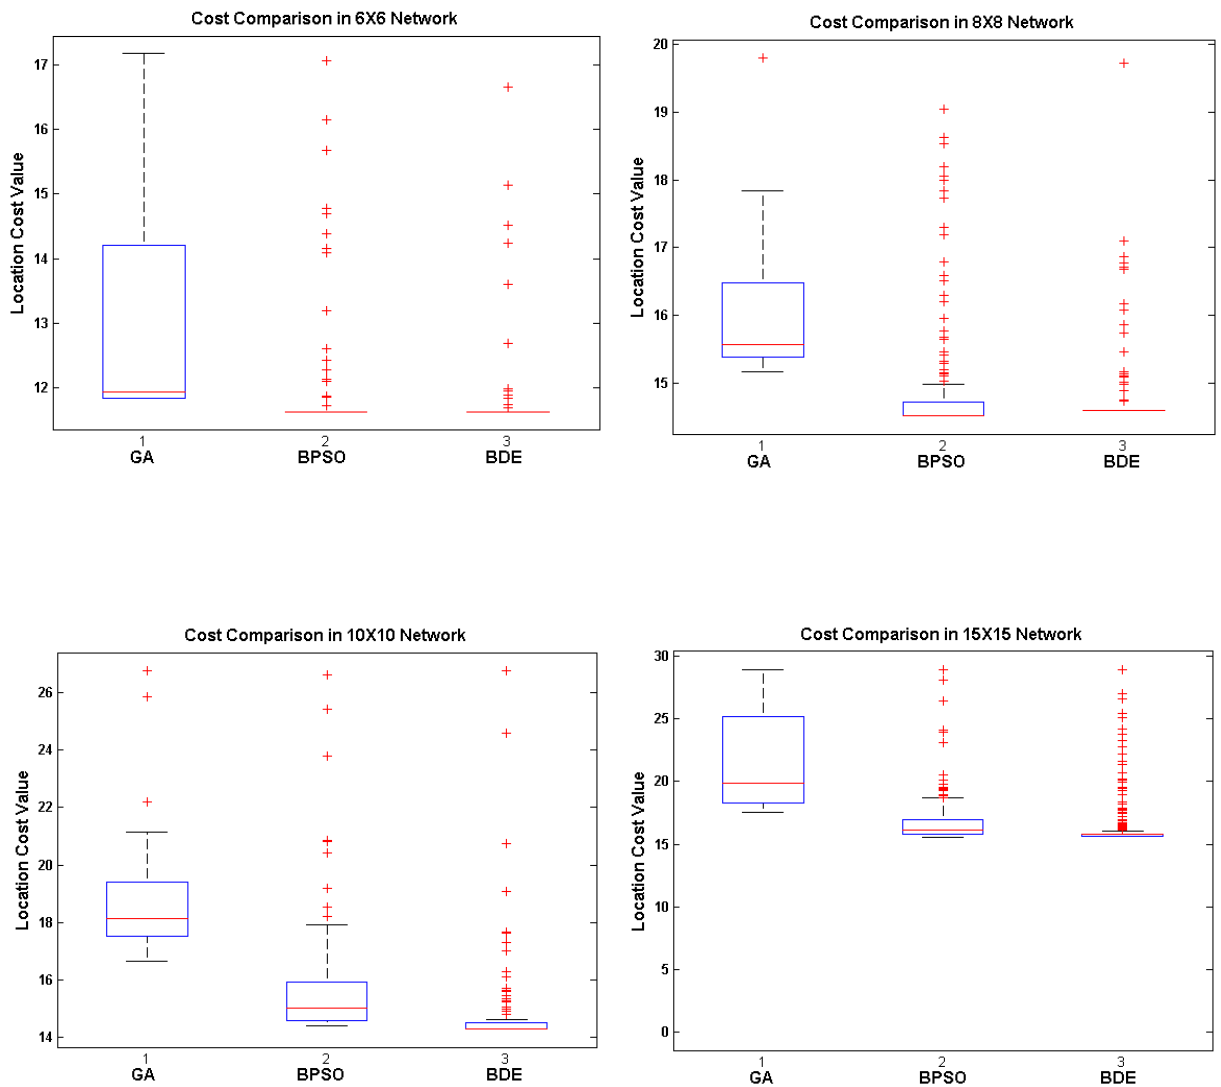 Cost Comparison in 6X6 Network
Location Cost Value
17
16
15
14
13
12
1 2 3
GA BPSO BDE
Cost Comparison in 8X8 Network
Location Cost Value
20
19
18
17
16
15
1 2 3
GA BPSO BDE
Cost Comparison in 10X10 Network
Location Cost Value
26
24
22
20
18
16
14
1 2 3
GA BPSO BDE
Cost Comparison in 15X15 Network
Location Cost Value
30
25
20
15
10
5
0
1 2 3
GA BPSO BDE